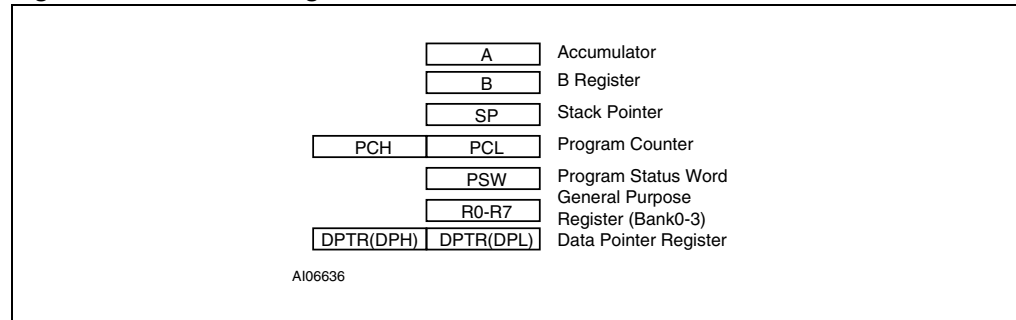 A Accumulator
B B Register
SP Stack Pointer
PCH PCL Program Counter
PSW Program Status Word
R0-R7 General Purpose
Register (Bank0-3)
DPTR(DPH) DPTR(DPL) Data Pointer Register
AI06636